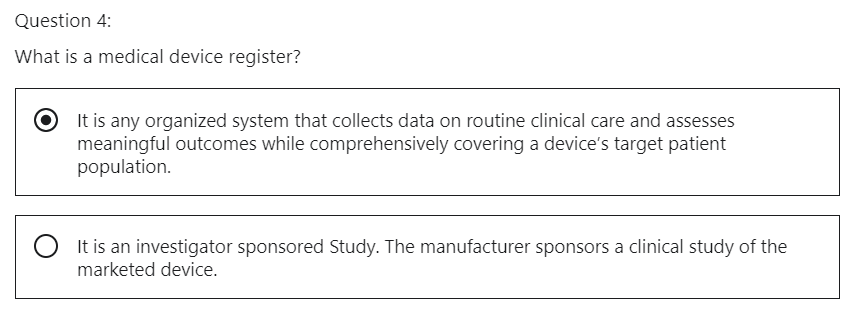 Question 4:
What is a medical device register?
It is any organized system that collects data on routine clinical care and assesses
meaningful outcomes while comprehensively covering a device's target patient
population.
It is an investigator sponsored Study. The manufacturer sponsors a clinical study of the
marketed device.